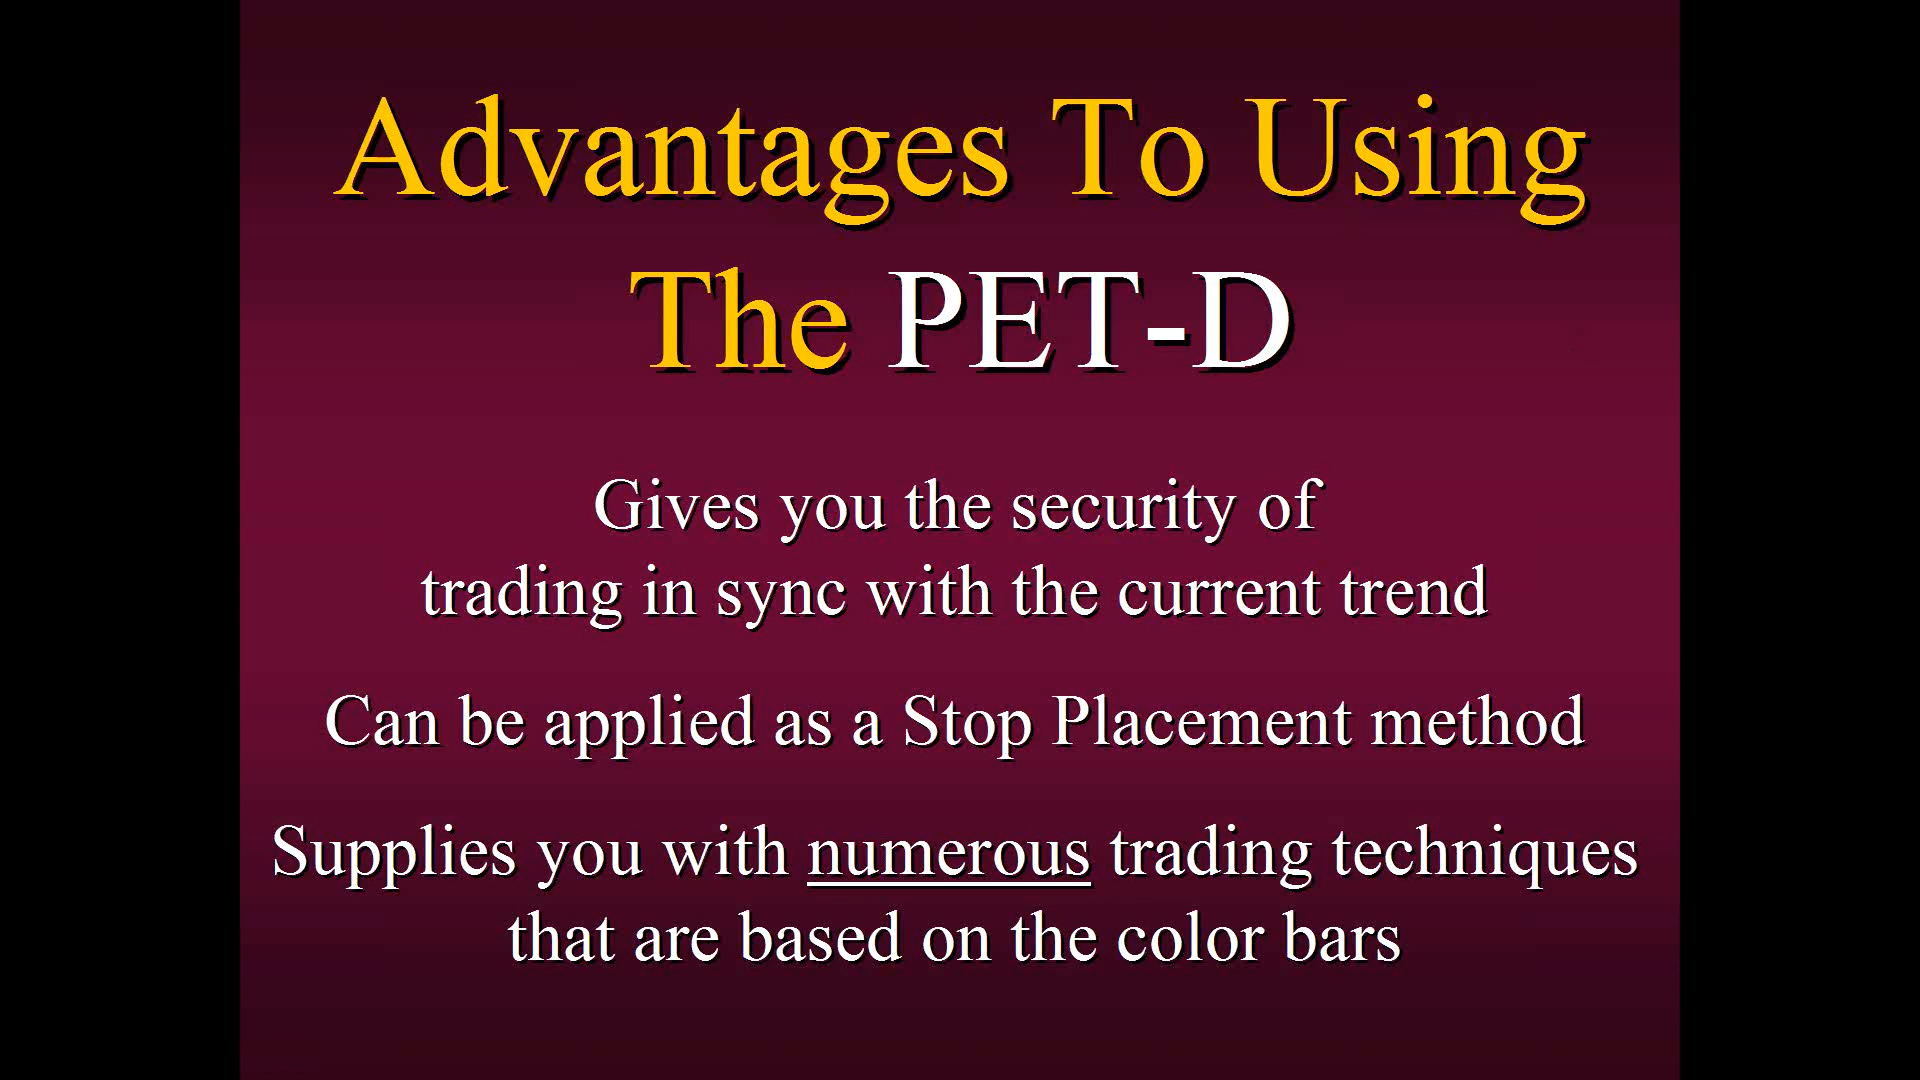 Advantages To Using
The PET-D
Gives you the security of
trading in sync with the current trend
Can be applied as a Stop Placement method
Supplies you with numerous trading techniques
that are based on the color bars